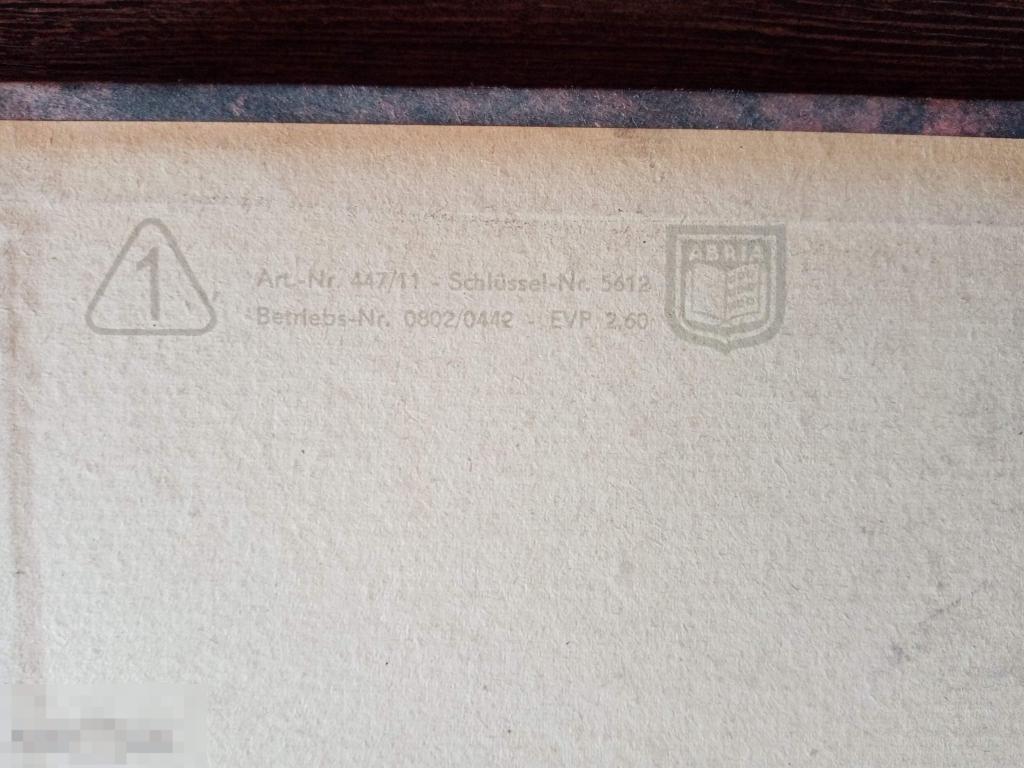 1
Art.-Nr. 447/11 - Schlüssel-Nr. 5612
Betriebs-Nr. 0802/0442 - EVP 2,60
ABRIA